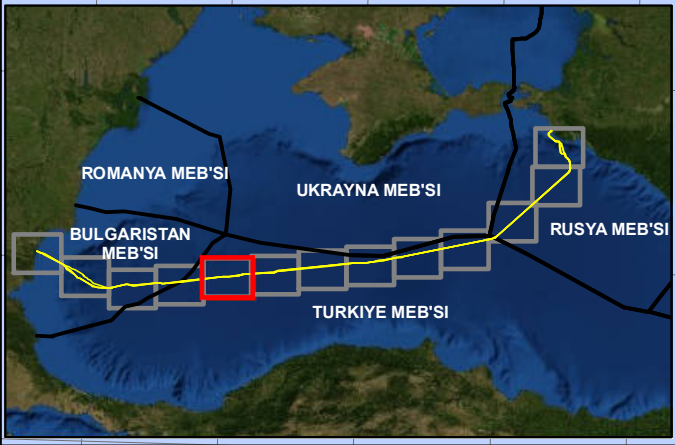 ROMANYA MEB'SI
UKRAYNA MEB'SI
BULGARISTAN
MEB'SI
RUSYA MEB'SI
TURKIYE MEB'SI